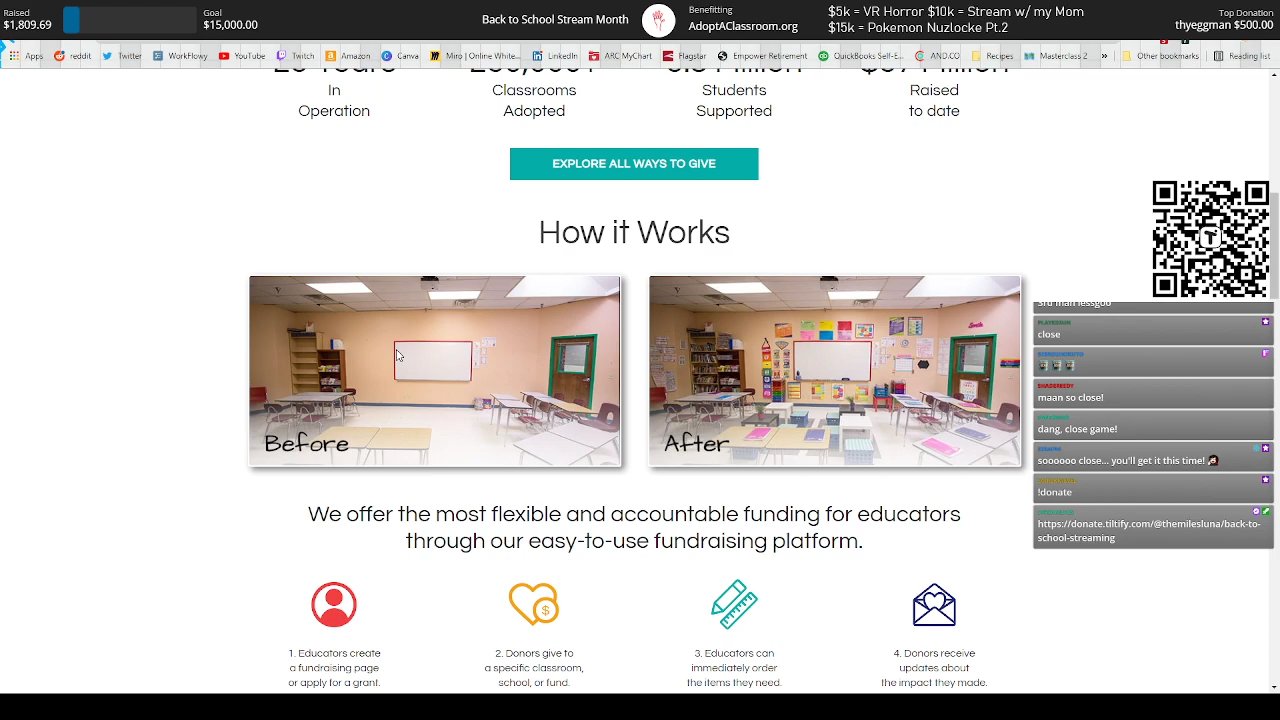 Raised
$1,809.69
Goal
$15,000.00
Back to School Stream Month
Benefitting
AdoptAClassroom.org
$5k = VR Horror $10k = Stream w/ my Mom
$15k = Pokemon Nuzlocke Pt.2
Top Donation
thyeggman $500.00
Apps
reddit
Twitter
WorkFlowy
YouTube
Twitch
Amazon
Canva
Miro | Online White...
LinkedIn
ARC MyChart
Flagstar
Empower Retirement
QuickBooks Self-E...
AND.CO
Recipes
Masterclass 2
»
Other bookmarks
Reading list
In
Operation
Classrooms
Adopted
Students
Supported
Raised
to date
EXPLORE ALL WAYS TO GIVE
How it Works
Before
After
We offer the most flexible and accountable funding for educators
through our easy-to-use fundraising platform.
1. Educators create
a fundraising page
or apply for a grant.
2. Donors give to
a specific classroom,
school, or fund.
3. Educators can
immediately order
the items they need.
4. Donors receive
updates about
the impact they made.
3rd man lessgoo
close
maan so close!
dang, close game!
soooooo close... you'll get it this time!
!donate
https://donate.tiltify.com/@themilesluna/back-to-
school-streaming